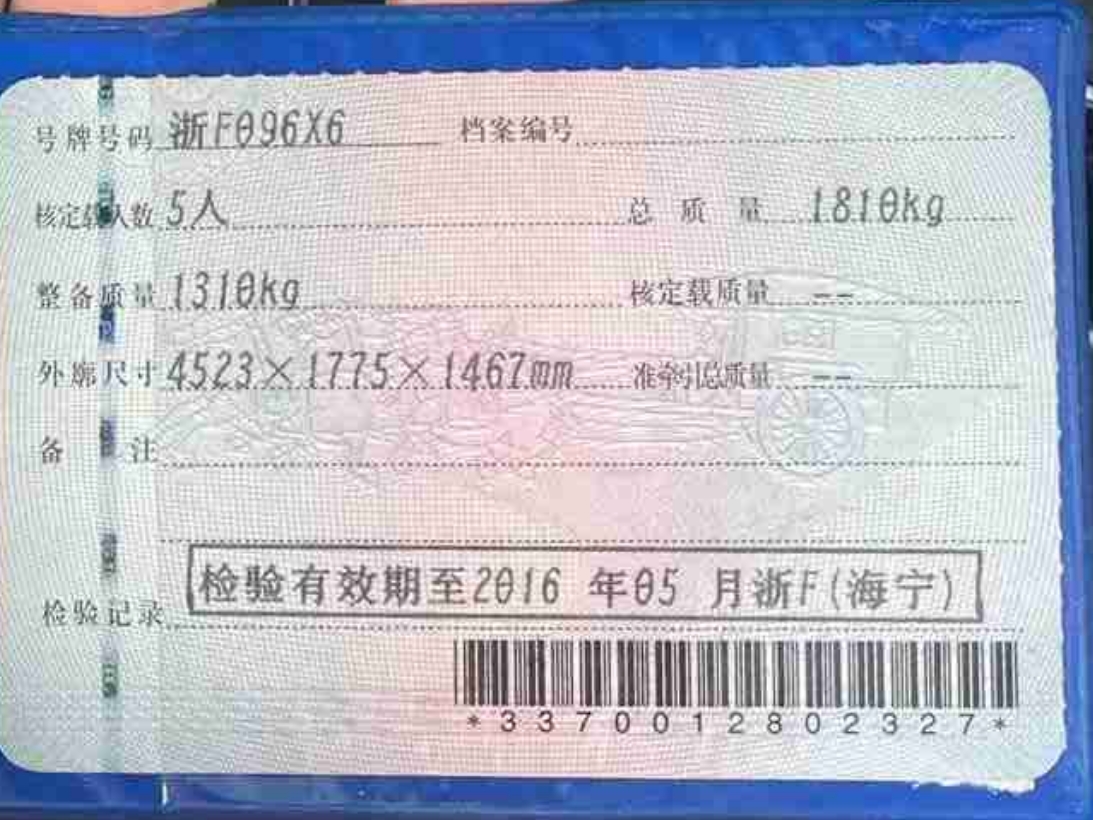 号牌号码 浙F096X6 档案编号
核定载人数 5人 总质量 1810kg
整备质量 1310kg 核定载质量 --
外廓尺寸 4523×1775×1467mm 准牵引总质量 --
备注
检验记录 检验有效期至2016 年05 月浙F(海宁)
*3370012802327*